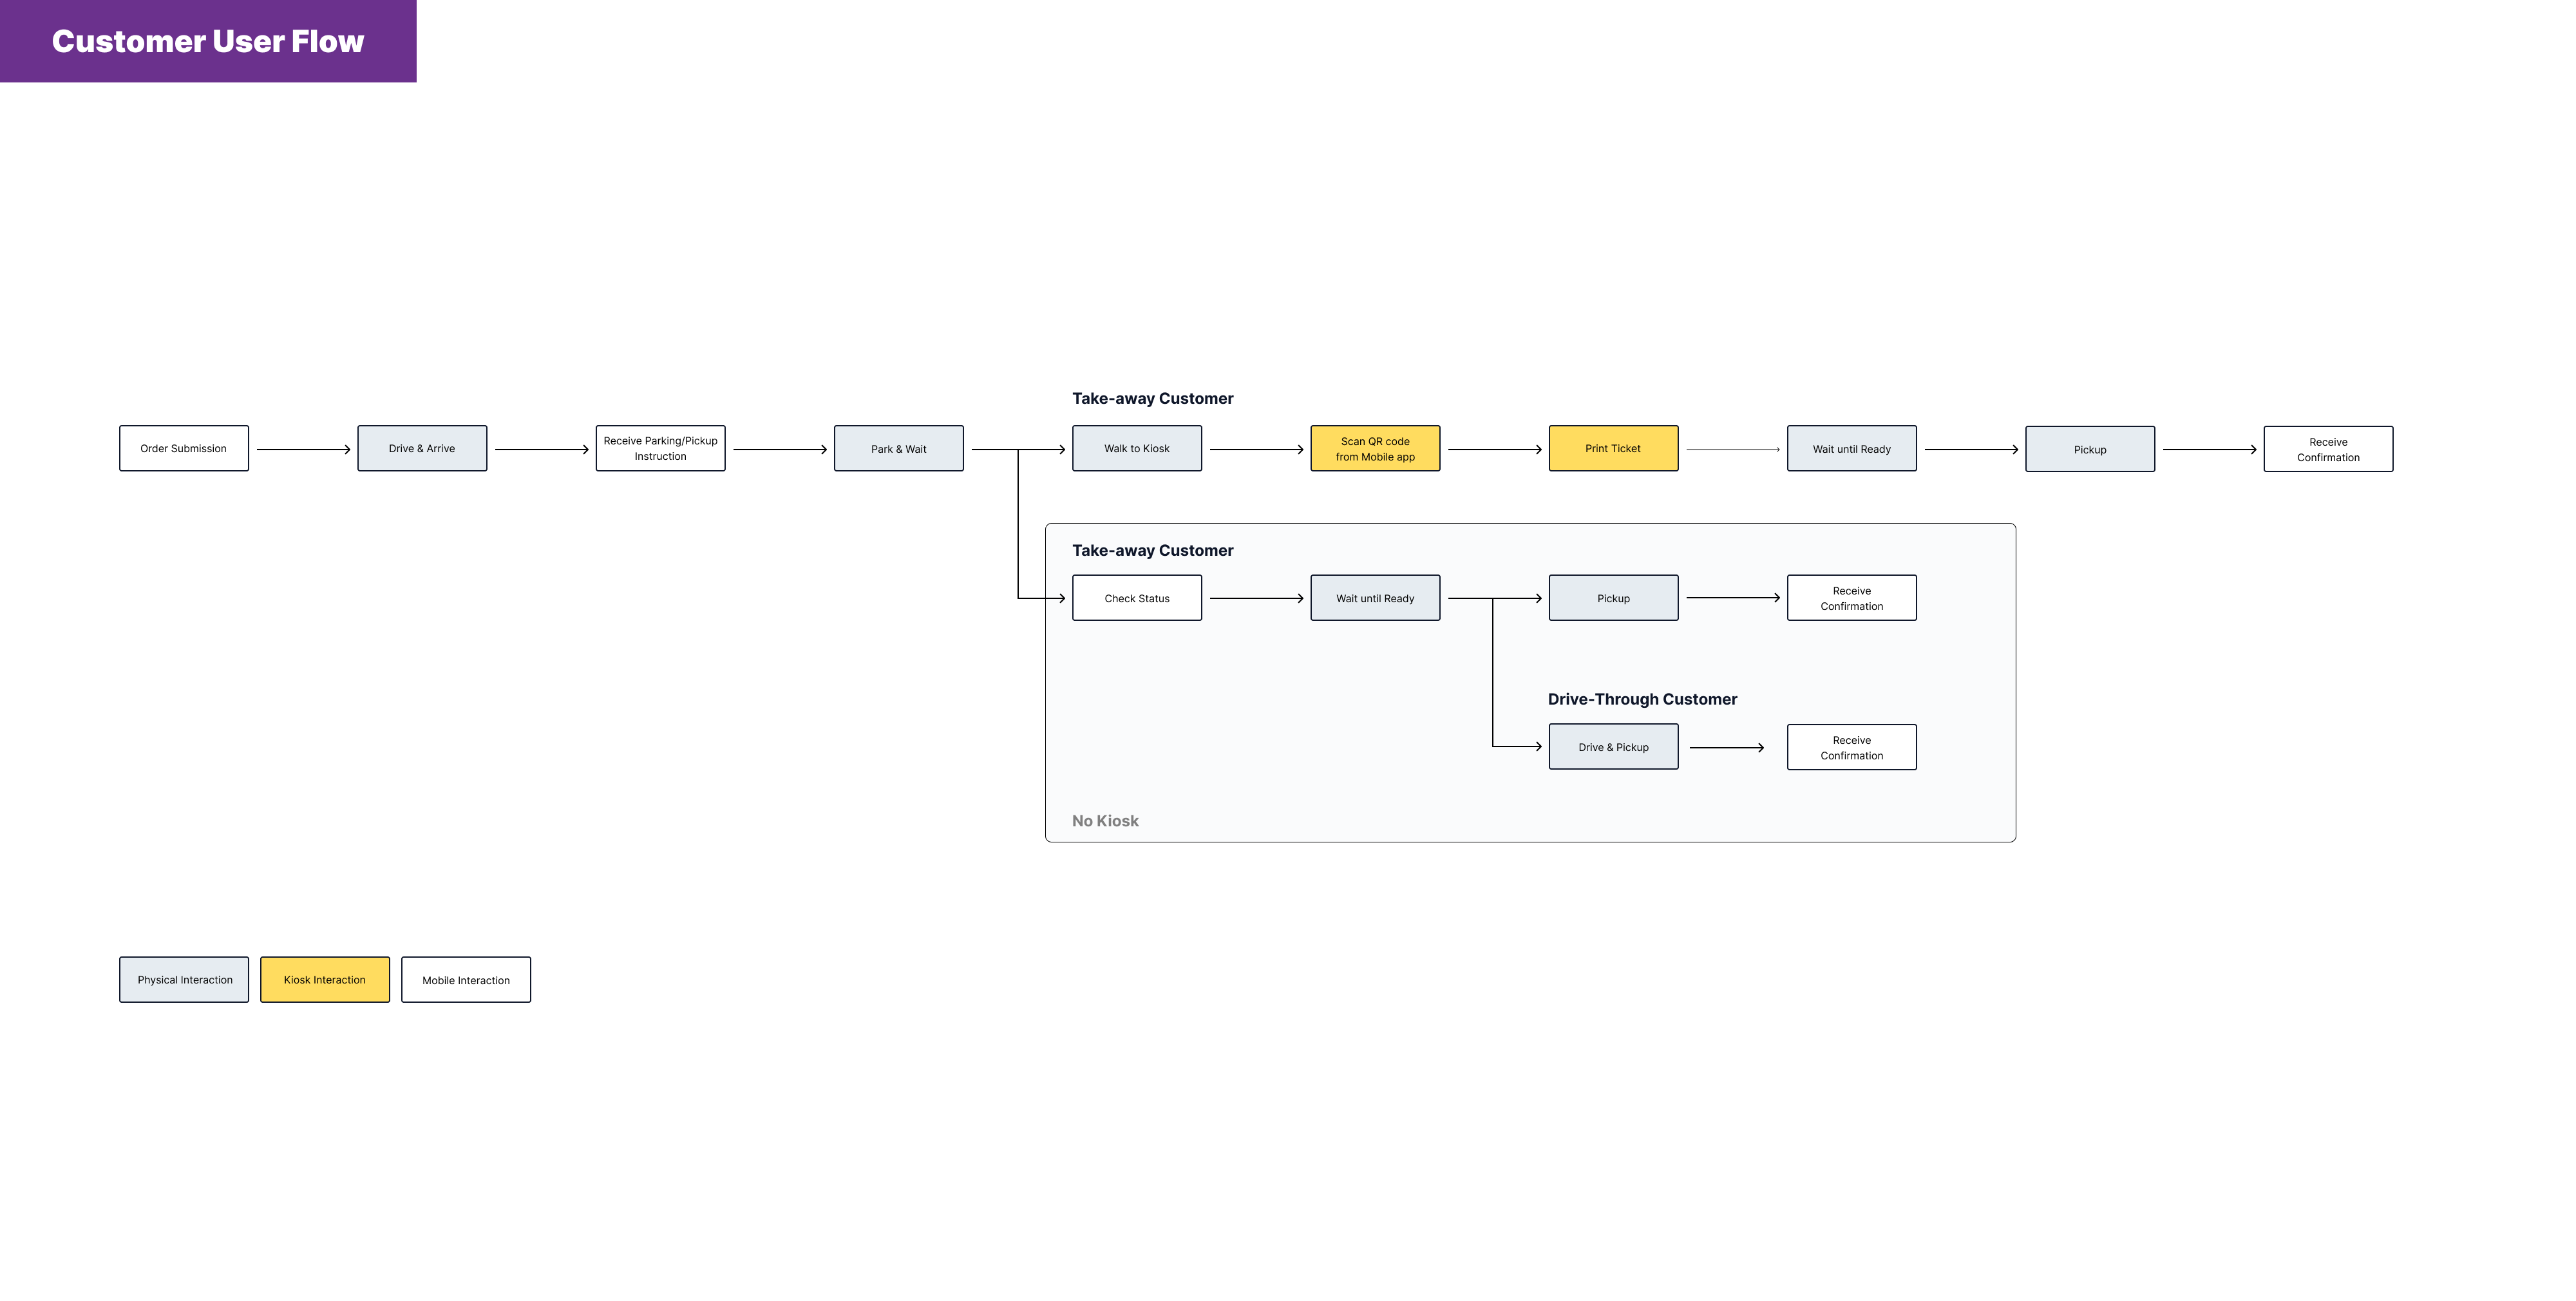 Customer User Flow
Take-away Customer
Order Submission
Drive & Arrive
Receive Parking/Pickup
Instruction
Park & Wait
Walk to Kiosk
Scan QR code
from Mobile app
Print Ticket
Wait until Ready
Pickup
Receive
Confirmation
Take-away Customer
Check Status
Wait until Ready
Pickup
Receive
Confirmation
Drive-Through Customer
Drive & Pickup
Receive
Confirmation
No Kiosk
Physical Interaction
Kiosk Interaction
Mobile Interaction